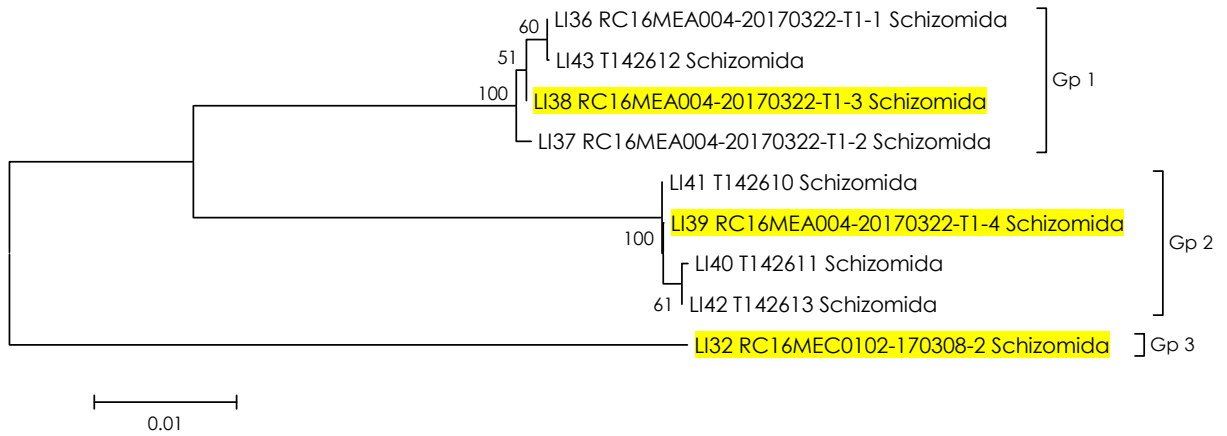 LI36 RC16MEA004-20170322-T1-1 Schizomida
60
LI43 T142612 Schizomida
51
Gp 1
100
LI38 RC16MEA004-20170322-T1-3 Schizomida
LI37 RC16MEA004-20170322-T1-2 Schizomida
LI41 T142610 Schizomida
LI39 RC16MEA004-20170322-T1-4 Schizomida
100
Gp 2
LI40 T142611 Schizomida
61
LI42 T142613 Schizomida
LI32 RC16MEC0102-170308-2 Schizomida
Gp 3
0.01